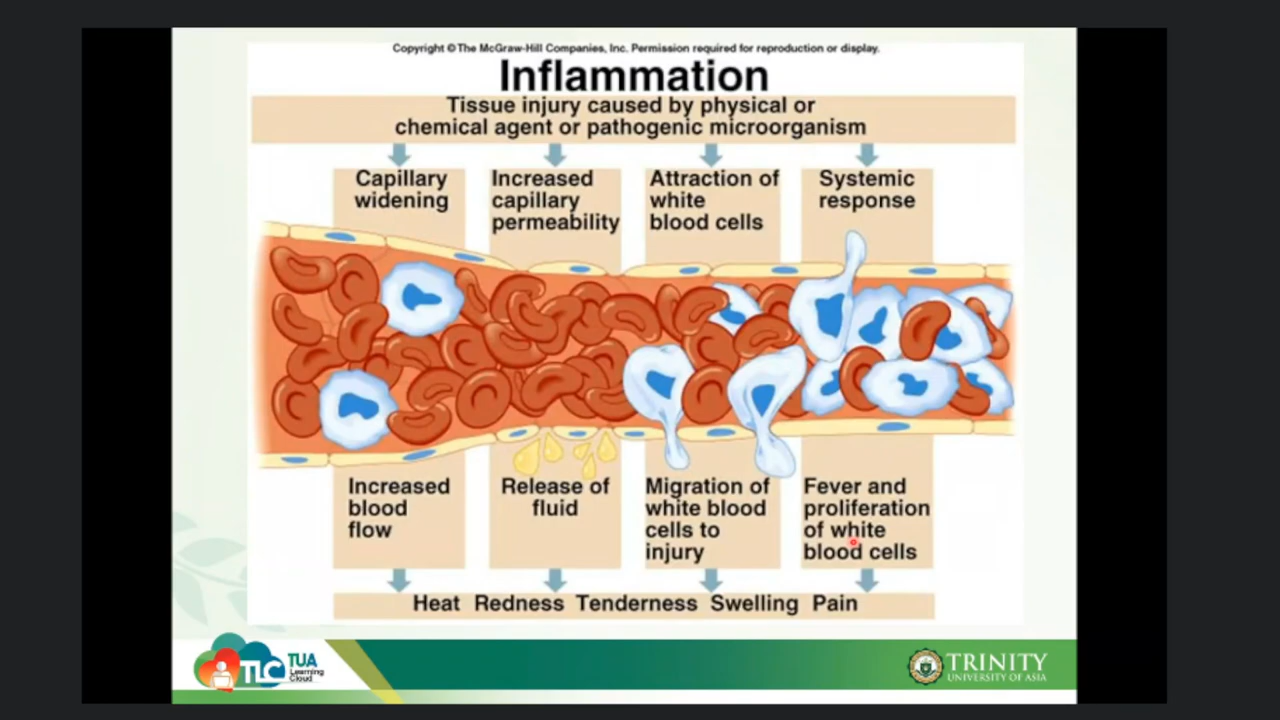 Copyright © The McGraw-Hill Companies, Inc. Permission required for reproduction or display.
Inflammation
Tissue injury caused by physical or
chemical agent or pathogenic microorganism
Capillary
widening
Increased
capillary
permeability
Attraction of
white
blood cells
Systemic
response
Increased
blood
flow
Release of
fluid
Migration of
white blood
cells to
injury
Fever and
proliferation
of white
blood cells
Heat Redness Tenderness Swelling Pain
TLC
TUA
Learning
Cloud
TRINITY
UNIVERSITY OF ASIA